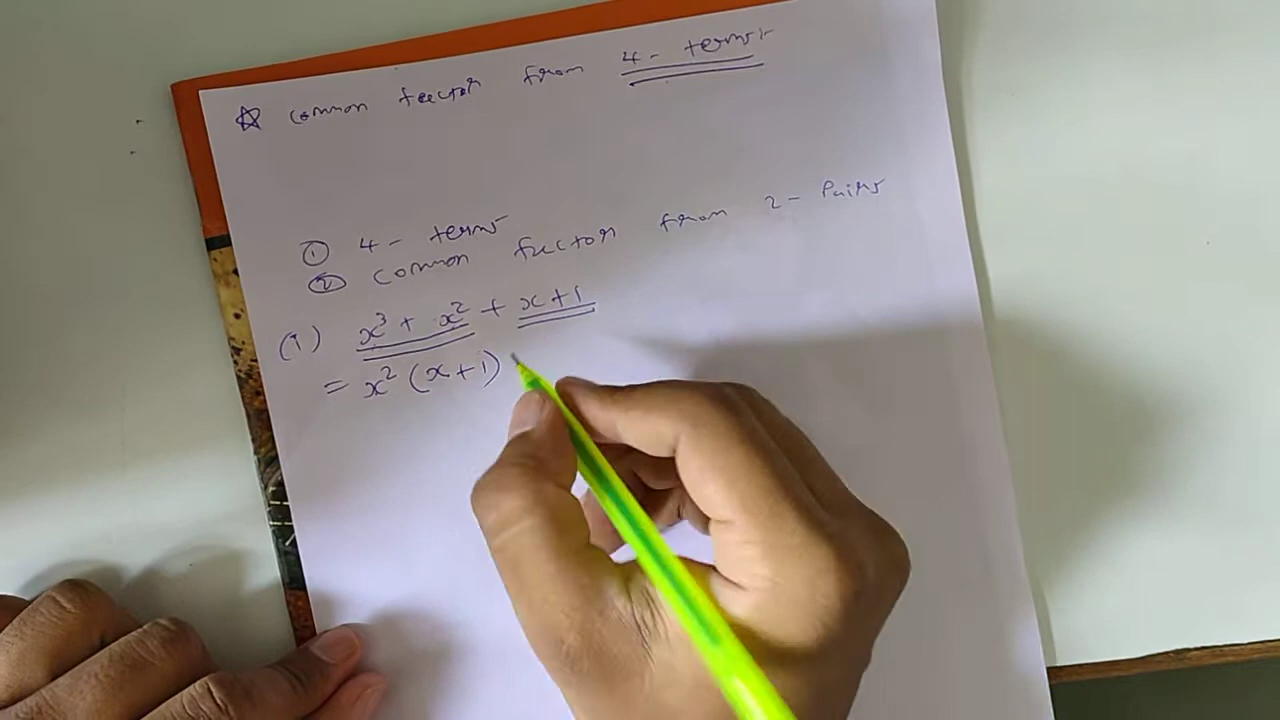 ☆ common factor from 4 - terms:-
① 4 - terms
② common factor from 2 - Pairs
(1) x³ + x² + x + 1
= x² (x + 1)